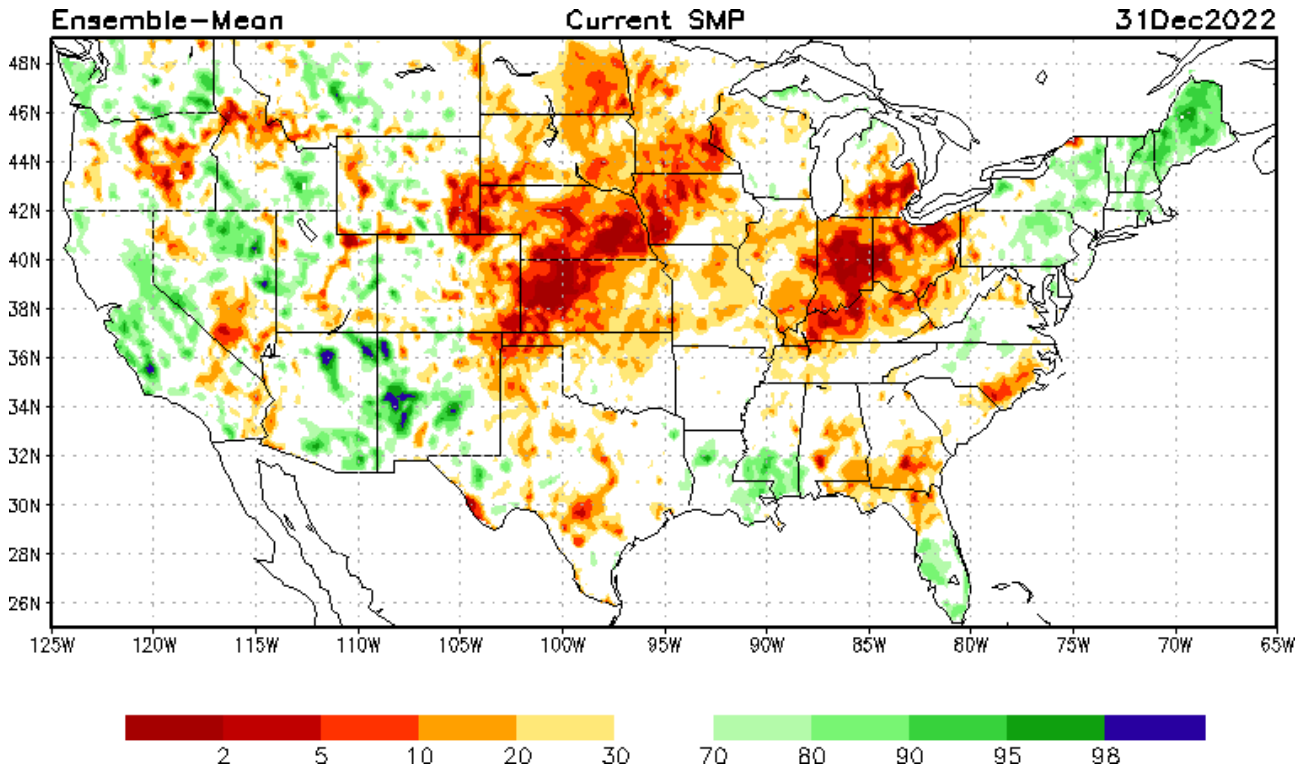 Ensemble-Mean Current SMP 31Dec2022
48N
46N
44N
42N
40N
38N
36N
34N
32N
30N
28N
26N
125W 120W 115W 110W 105W 100W 95W 90W 85W 80W 75W 70W 65W
2 5 10 20 30 70 80 90 95 98